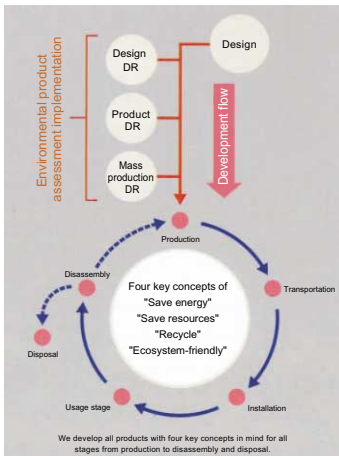 Environmental product
assessment implementation
Design
DR
Product
DR
Mass
production
DR
Design
Development flow
Production
Transportation
Installation
Usage stage
Disassembly
Disposal
Four key concepts of
"Save energy"
"Save resources"
"Recycle"
"Ecosystem-friendly"
We develop all products with four key concepts in mind for all
stages from production to disassembly and disposal.